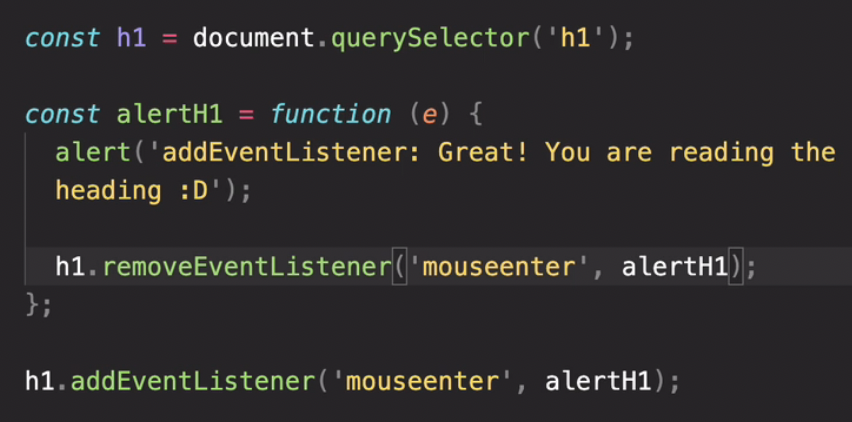 const h1 = document.querySelector('h1');
const alertH1 = function (e) {
alert('addEventListener: Great! You are reading the
heading :D');
h1.removeEventListener('mouseenter', alertH1);
};
h1.addEventListener('mouseenter', alertH1);